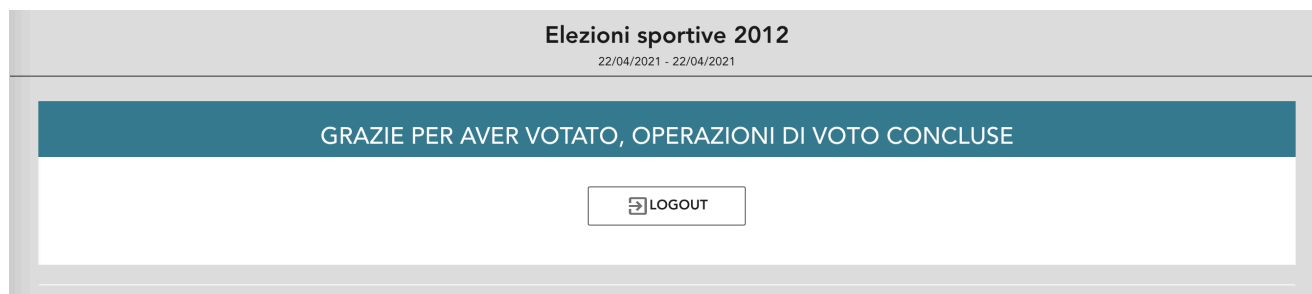 Elezioni sportive 2012
22/04/2021 - 22/04/2021
GRAZIE PER AVER VOTATO, OPERAZIONI DI VOTO CONCLUSE
LOGOUT